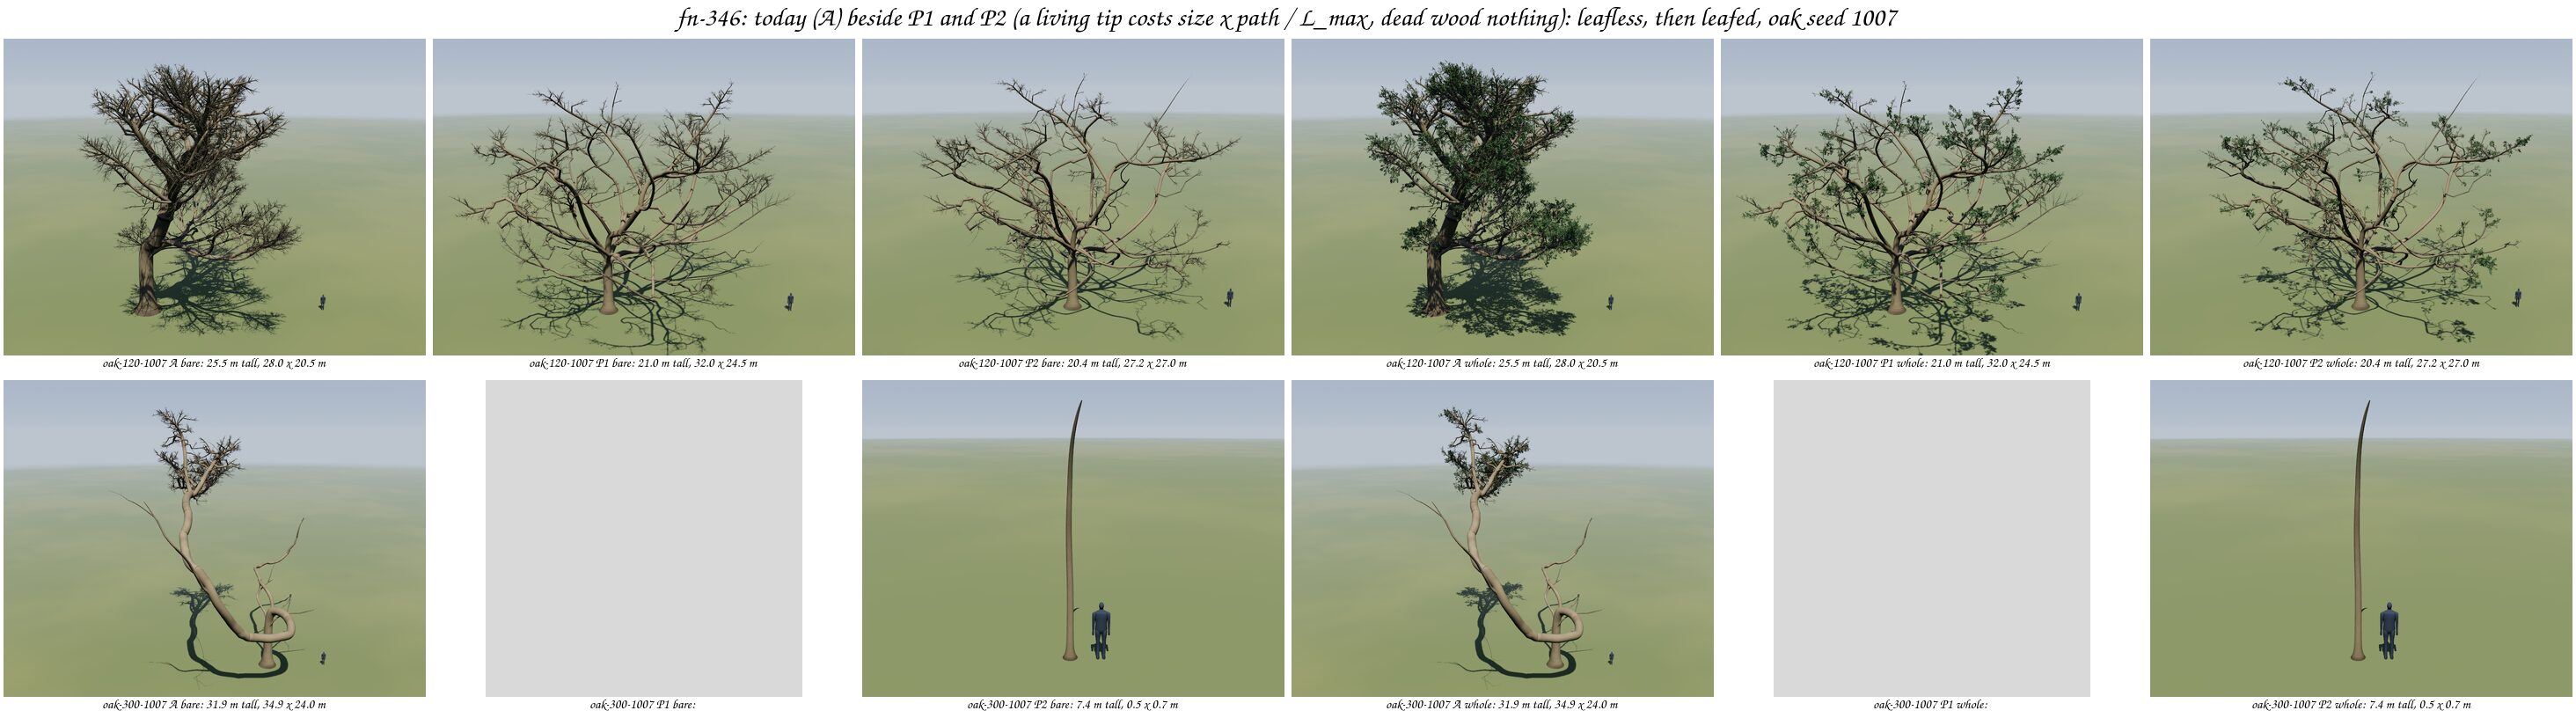 fn-346: today (A) beside P1 and P2 (a living tip costs size x path / L_max, dead wood nothing): leafless, then leafed, oak seed 1007
oak-120-1007 A bare: 25.5 m tall, 28.0 x 20.5 m
oak-120-1007 P1 bare: 21.0 m tall, 32.0 x 24.5 m
oak-120-1007 P2 bare: 20.4 m tall, 27.2 x 27.0 m
oak-120-1007 A whole: 25.5 m tall, 28.0 x 20.5 m
oak-120-1007 P1 whole: 21.0 m tall, 32.0 x 24.5 m
oak-120-1007 P2 whole: 20.4 m tall, 27.2 x 27.0 m
oak-300-1007 A bare: 31.9 m tall, 34.9 x 24.0 m
oak-300-1007 P1 bare:
oak-300-1007 P2 bare: 7.4 m tall, 0.5 x 0.7 m
oak-300-1007 A whole: 31.9 m tall, 34.9 x 24.0 m
oak-300-1007 P1 whole:
oak-300-1007 P2 whole: 7.4 m tall, 0.5 x 0.7 m